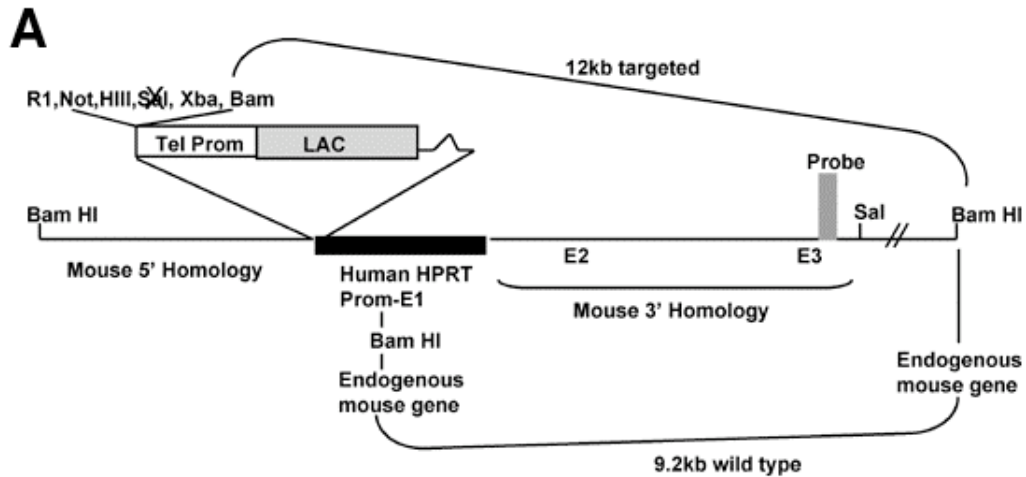 A
12kb targeted
R1,Not,HIII,Sal, Xba, Bam
Tel Prom
LAC
Probe
Bam HI
Sal
Bam HI
Mouse 5' Homology
E2
E3
Human HPRT
Prom-E1
Mouse 3' Homology
Bam HI
Endogenous
mouse gene
Endogenous
mouse gene
9.2kb wild type